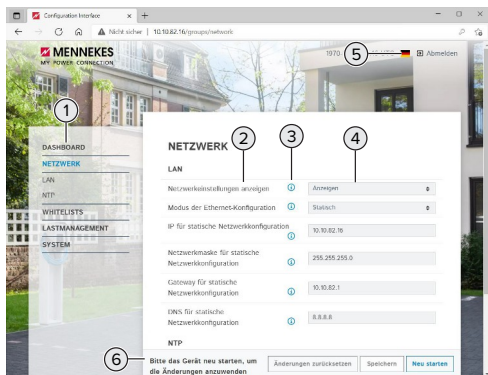 Configuration Interface
Nicht sicher | 10.10.82.16/groups/network
MENNEKES
MY POWER CONNECTION
1970
5
Abmelden
1
2
3
4
DASHBOARD
NETZWERK
LAN
NTP
WHITELISTS
LASTMANAGEMENT
SYSTEM
NETZWERK
LAN
Netzwerkeinstellungen anzeigen
Anzeigen
Modus der Ethernet-Konfiguration
Statisch
IP für statische Netzwerkkonfiguration
10.10.82.16
Netzwerkmaske für statische
Netzwerkkonfiguration
255.255.255.0
Gateway für statische
Netzwerkkonfiguration
10.10.82.1
DNS für statische
Netzwerkkonfiguration
8.8.8.8
NTP
6
Bitte das Gerät neu starten, um
die Änderungen anzuwenden
Änderungen zurücksetzen
Speichern
Neu starten